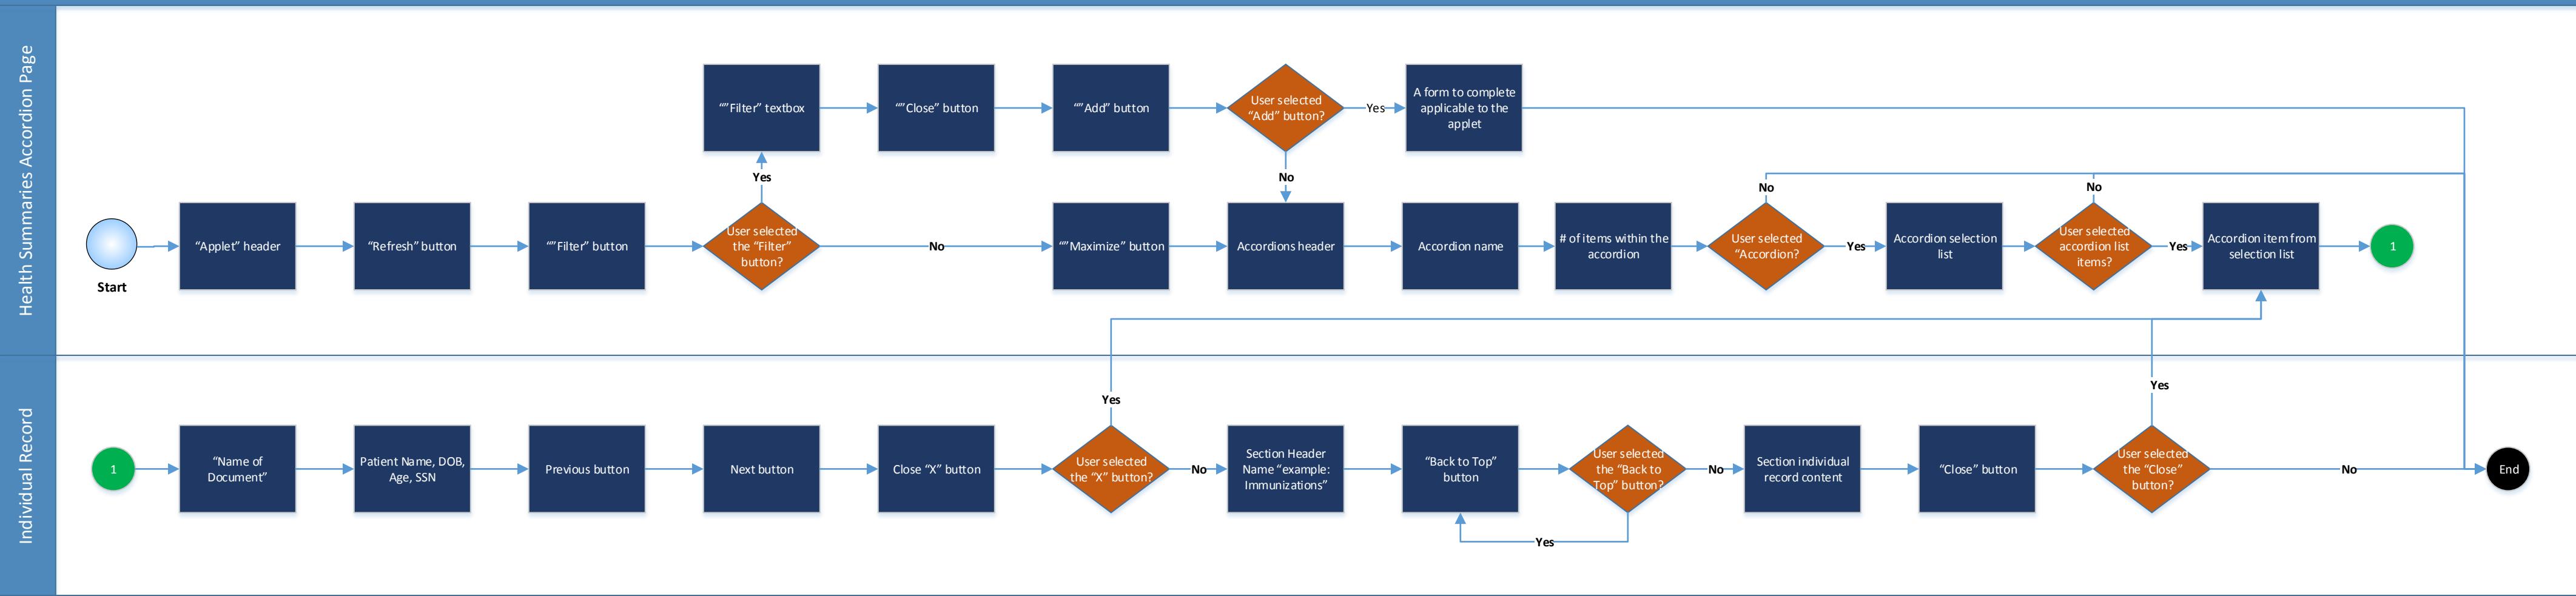 Health Summaries Accordion Page
“”Filter” textbox
“”Close” button
“”Add” button
User selected
“Add” button?
Yes
A form to complete
applicable to the
applet
Yes
No
No
No
Start
“Applet” header
“Refresh” button
“”Filter” button
User selected
the “Filter”
button?
No
“”Maximize” button
Accordions header
Accordion name
# of items within the
accordion
User selected
“Accordion?
Yes
Accordion selection
list
User selected
accordion list
items?
Yes
Accordion item from
selection list
1
Individual Record
Yes
Yes
1
“Name of
Document”
Patient Name, DOB,
Age, SSN
Previous button
Next button
Close “X” button
User selected
the “X” button?
No
Section Header
Name “example:
Immunizations”
“Back to Top”
button
User selected
the “Back to
Top” button?
No
Section individual
record content
“Close” button
User selected
the “Close”
button?
No
End
Yes